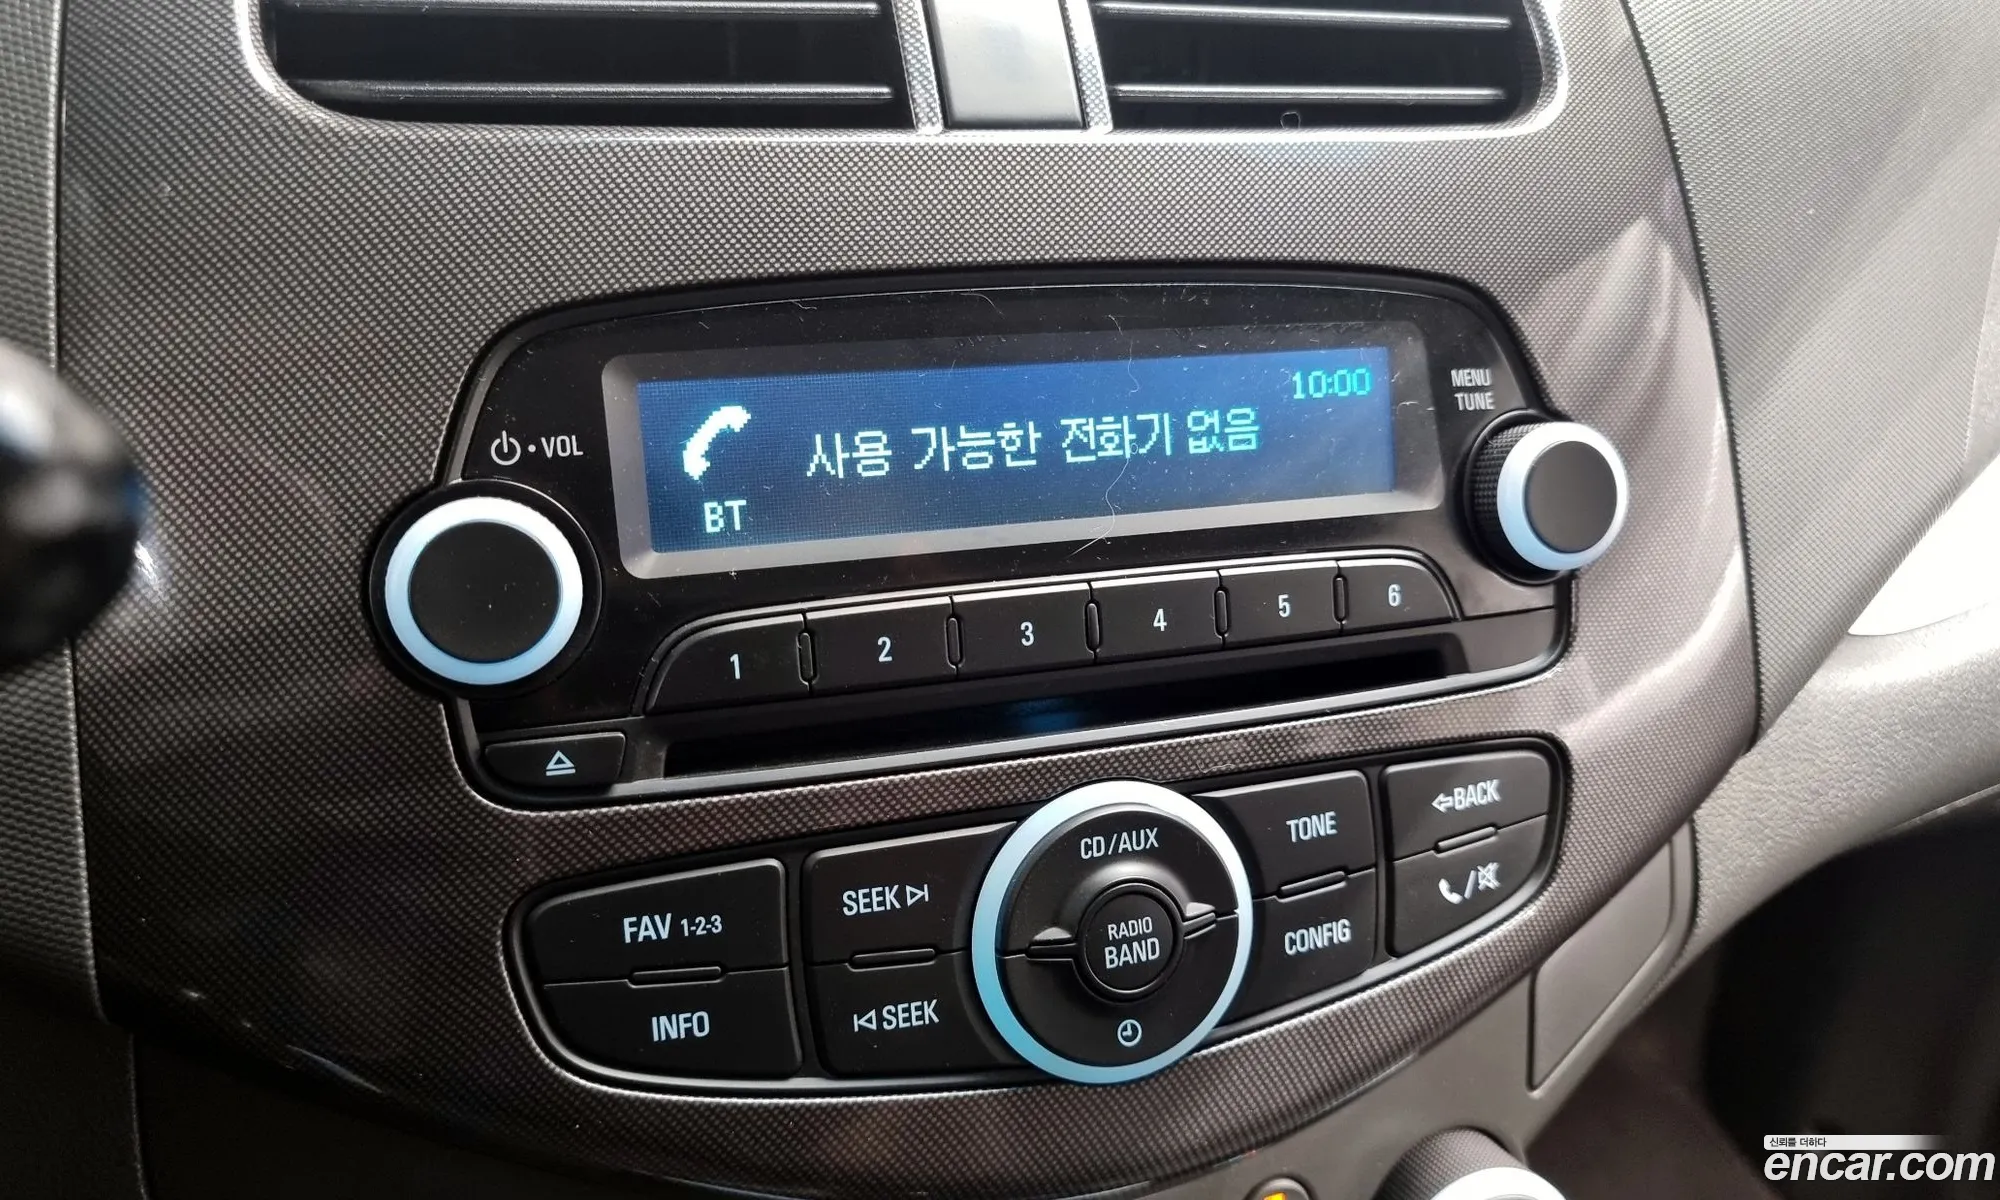 10:00
MENU
TUNE
VOL
사용 가능한 전화기 없음
BT
1
2
3
4
5
6
CD/AUX
TONE
BACK
SEEK
FAV 1-2-3
RADIO
BAND
CONFIG
INFO
SEEK
신뢰를 더하다
encar.com